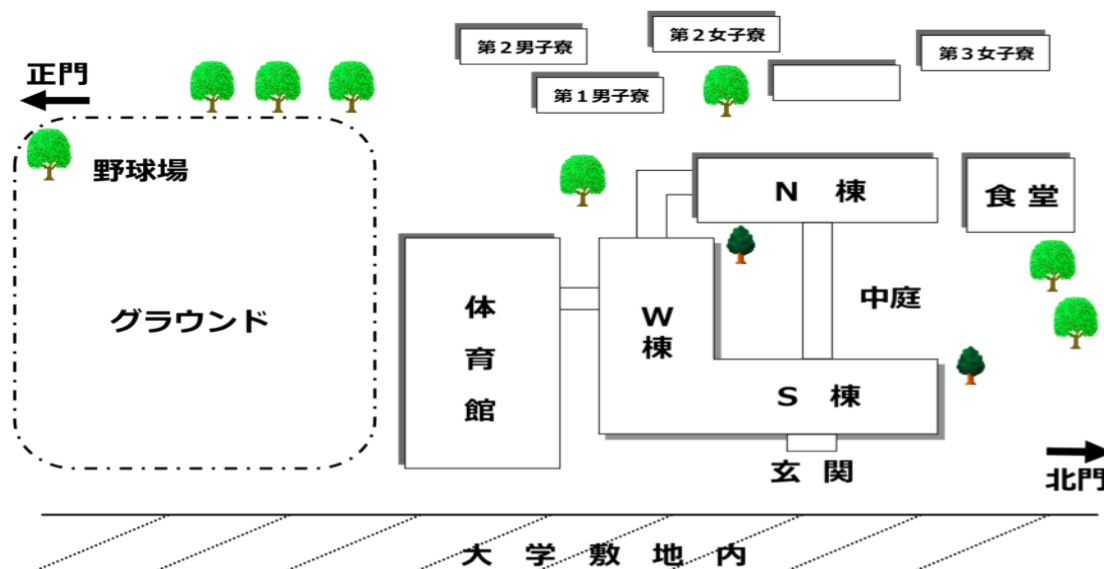 第２男子寮
第２女子寮
第３女子寮
第１男子寮
正門
野球場
N 棟
食堂
グラウンド
体育館
W棟
中庭
S 棟
玄関
北門
大学敷地内